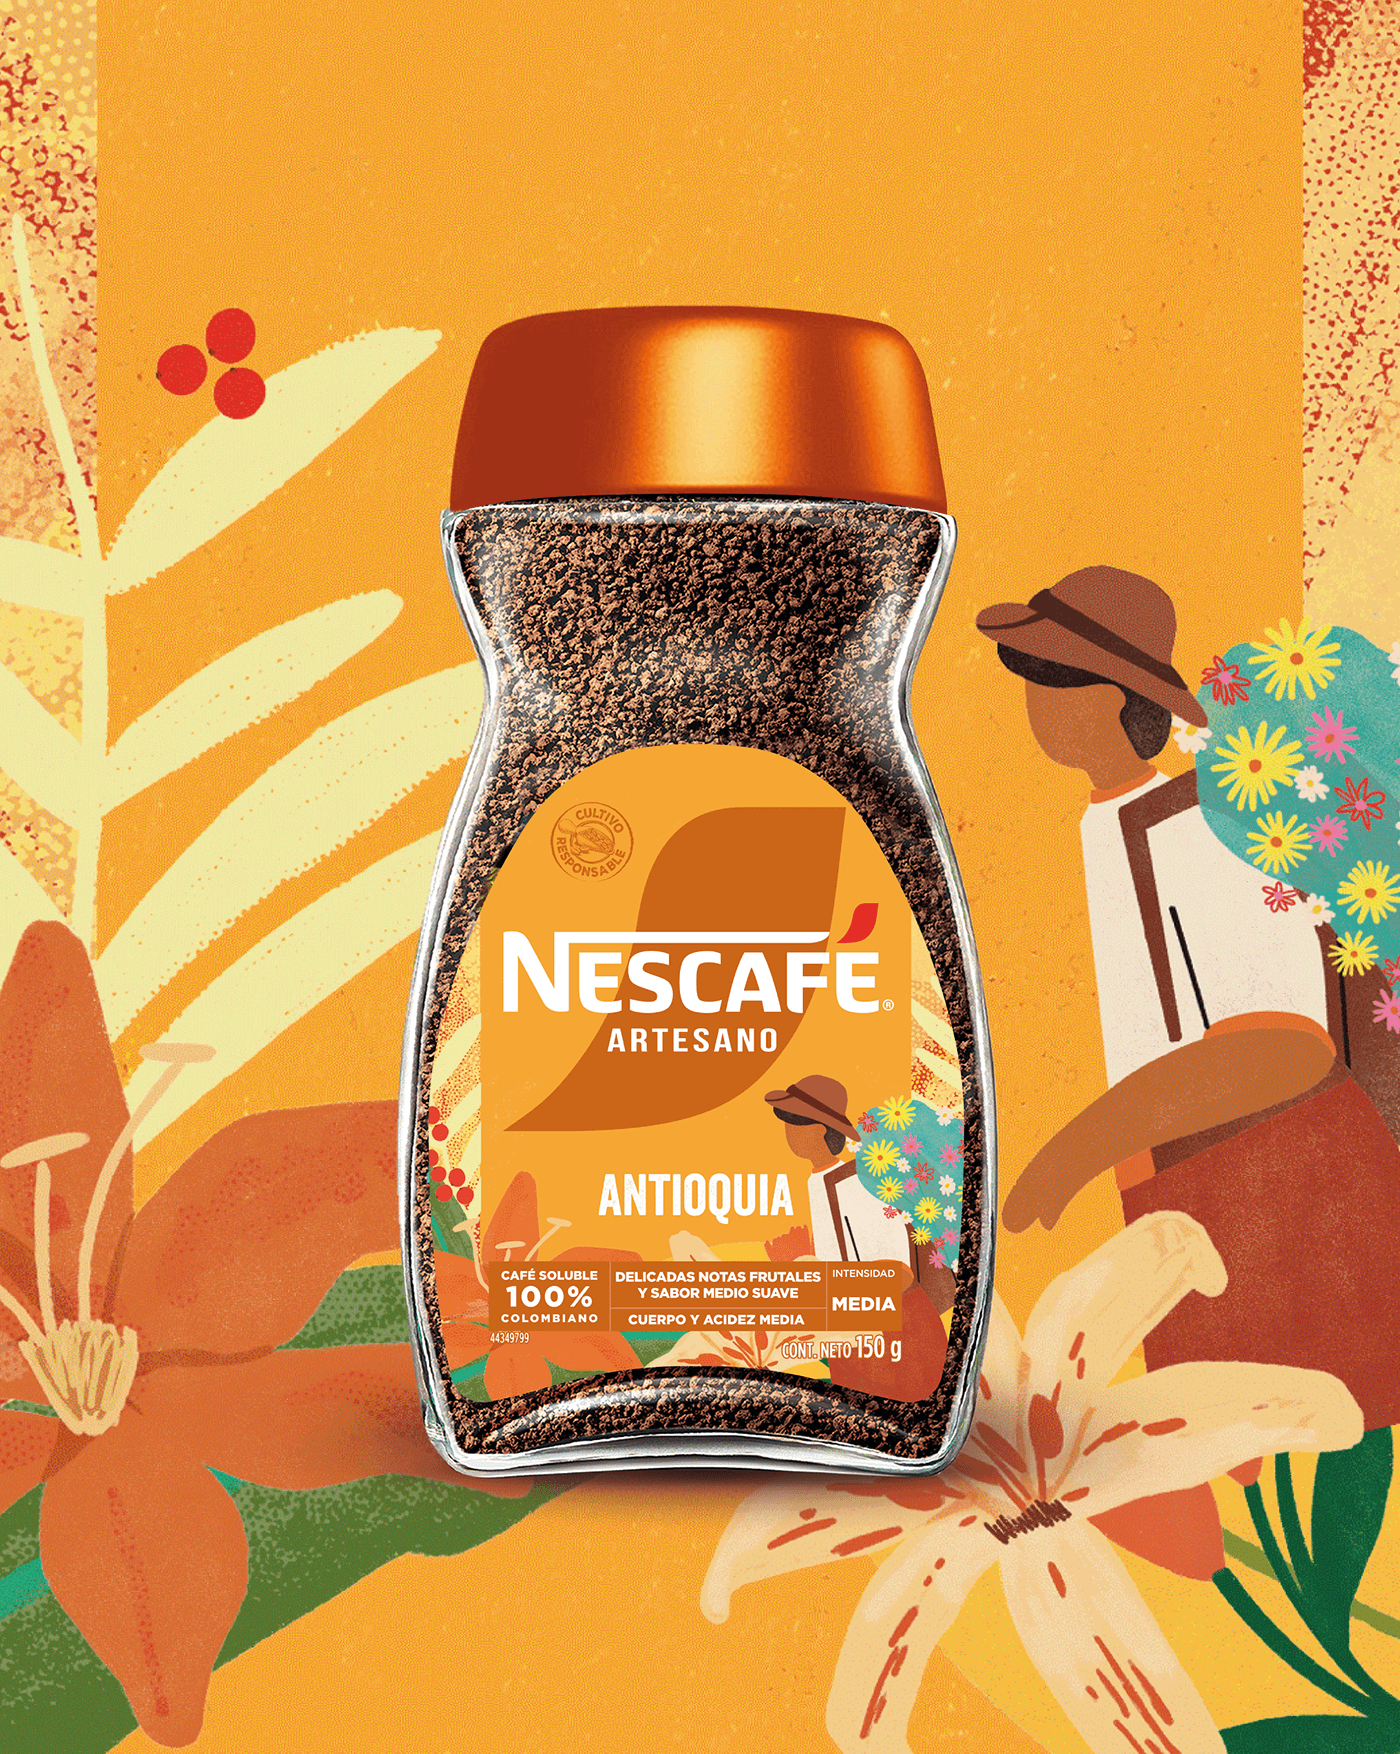 CULTIVO
RESPONSABLE
NESCAFÉ®
ARTESANO
ANTIOQUIA
CAFÉ SOLUBLE
100%
COLOMBIANO
DELICADAS NOTAS FRUTALES
Y SABOR MEDIO SUAVE
CUERPO Y ACIDEZ MEDIA
INTENSIDAD
MEDIA
44349799
CONT. NETO 150 g